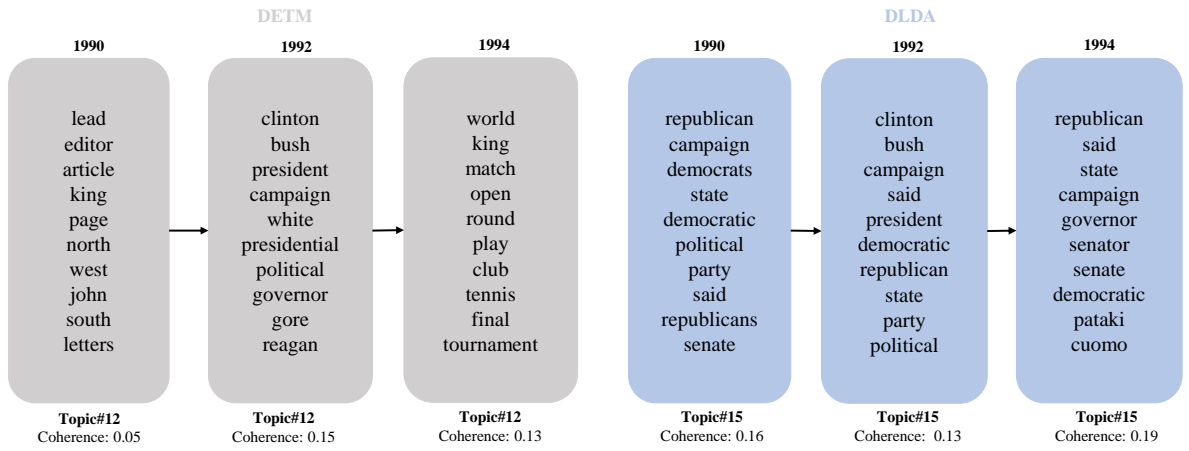 DETM
1990
lead
editor
article
king
page
north
west
john
south
letters
Topic#12
Coherence: 0.05
1992
clinton
bush
president
campaign
white
presidential
political
governor
gore
reagan
Topic#12
Coherence: 0.15
1994
world
king
match
open
round
play
club
tennis
final
tournament
Topic#12
Coherence: 0.13
DLDA
1990
republican
campaign
democrats
state
democratic
political
party
said
republicans
senate
Topic#15
Coherence: 0.16
1992
clinton
bush
campaign
said
president
democratic
republican
state
party
political
Topic#15
Coherence: 0.13
1994
republican
said
state
campaign
governor
senator
senate
democratic
pataki
cuomo
Topic#15
Coherence: 0.19